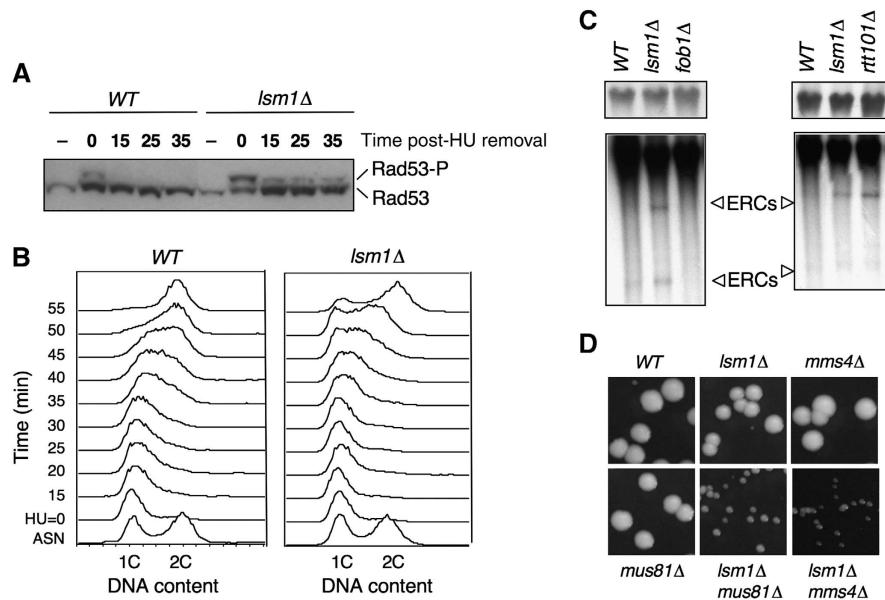 A
WT lsm1Δ
– 0 15 25 35 – 0 15 25 35 Time post-HU removal
Rad53-P
Rad53
B
WT lsm1Δ
Time (min)
55
50
45
40
35
30
25
20
15
HU=0
ASN
1C 2C 1C 2C
DNA content DNA content
C
WT lsm1Δ fob1Δ
WT lsm1Δ rtt101Δ
ERCs
ERCs
D
WT lsm1Δ mms4Δ
mus81Δ lsm1Δ lsm1Δ
mus81Δ mms4Δ